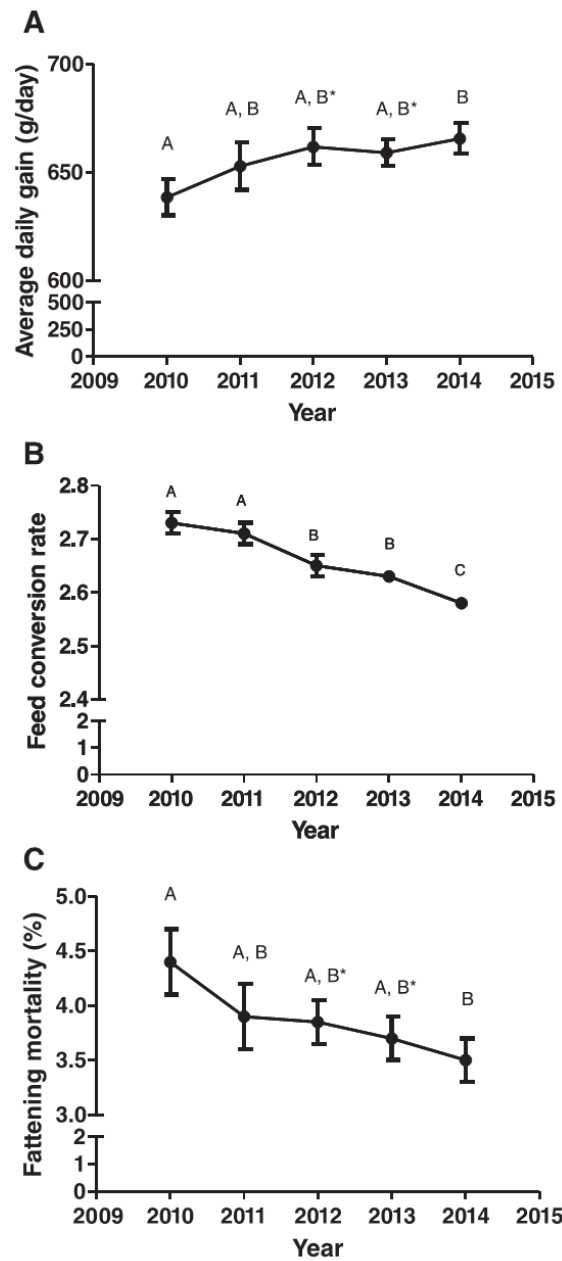 A
Average daily gain (g/day)
700
650
600
500
250
0
A
A, B
A, B*
A, B*
B
2009 2010 2011 2012 2013 2014 2015
Year
B
Feed conversion rate
2.8
2.7
2.6
2.5
2.4
2
1
0
A
A
B
B
C
2009 2010 2011 2012 2013 2014 2015
Year
C
Fattening mortality (%)
5.0
4.5
4.0
3.5
3.0
2
1
0
A
A, B
A, B*
A, B*
B
2009 2010 2011 2012 2013 2014 2015
Year